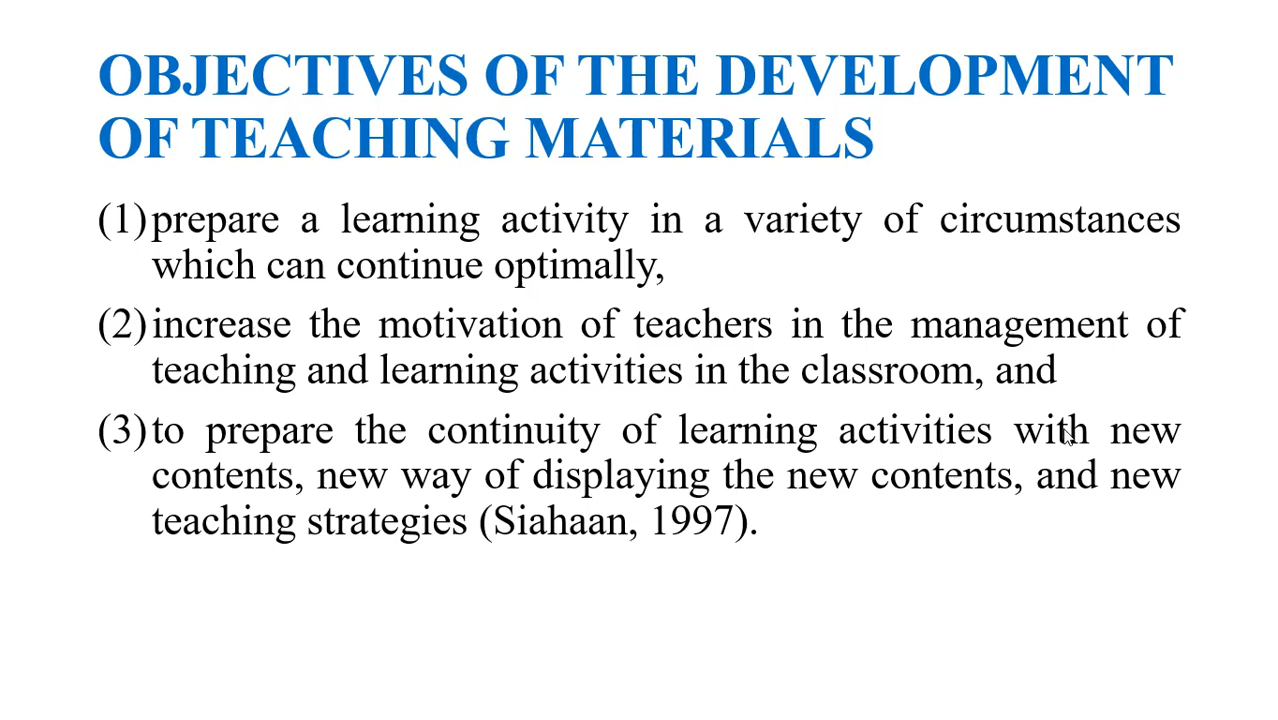 OBJECTIVES OF THE DEVELOPMENT
OF TEACHING MATERIALS
(1) prepare a learning activity in a variety of circumstances
which can continue optimally,
(2) increase the motivation of teachers in the management of
teaching and learning activities in the classroom, and
(3) to prepare the continuity of learning activities with new
contents, new way of displaying the new contents, and new
teaching strategies (Siahaan, 1997).